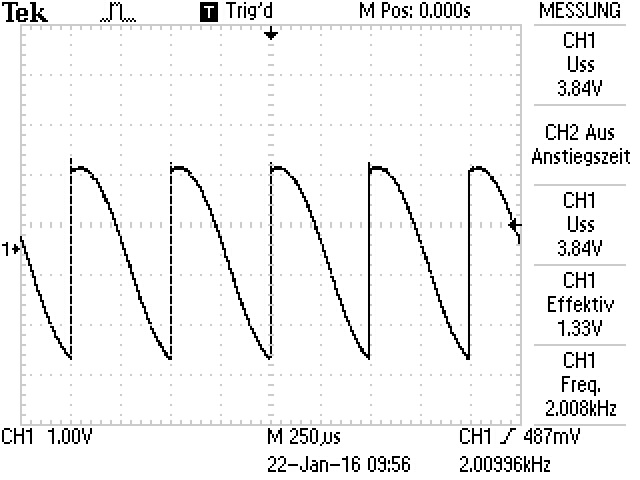 Tek T Trig'd M Pos: 0.000s MESSUNG
CH1
Uss
3.84V
CH2 Aus
Anstiegszeit
CH1
Uss
3.84V
1
CH1
Effektiv
1.33V
CH1
Freq.
2.008kHz
CH1 1.00V M 250µs CH1 487mV
22-Jan-16 09:56 2.00996kHz